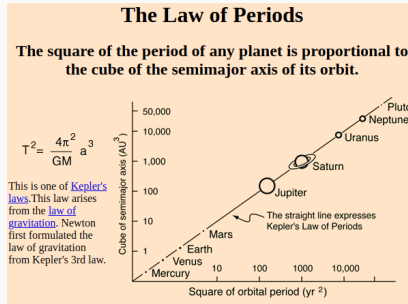 The Law of Periods
The square of the period of any planet is proportional to
the cube of the semimajor axis of its orbit.
T² = 4π²/GM a³
This is one of Kepler's
laws.This law arises
from the law of
gravitation. Newton
first formulated the
law of gravitation
from Kepler's 3rd law.
Cube of semimajor axis (AU³)
50,000
10,000
1,000
100
10
1
Pluto
Neptune
Uranus
Saturn
Jupiter
The straight line expresses
Kepler's Law of Periods
Mars
Earth
Venus
Mercury
10 100 1000 10,000
Square of orbital period (yr ²)